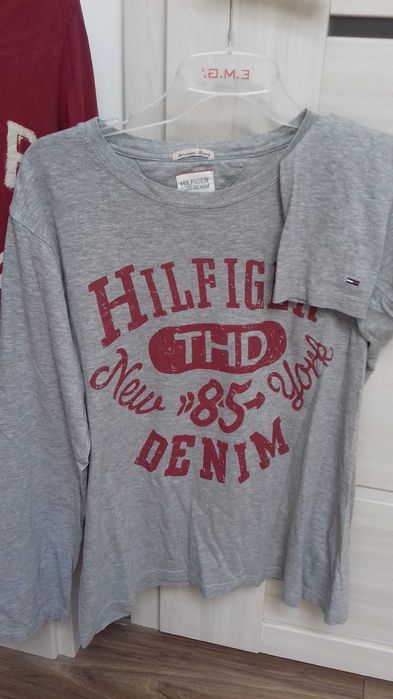 E.M.G.
HILFIGER
DENIM
HILFIGER
THD
New »85 York
DENIM